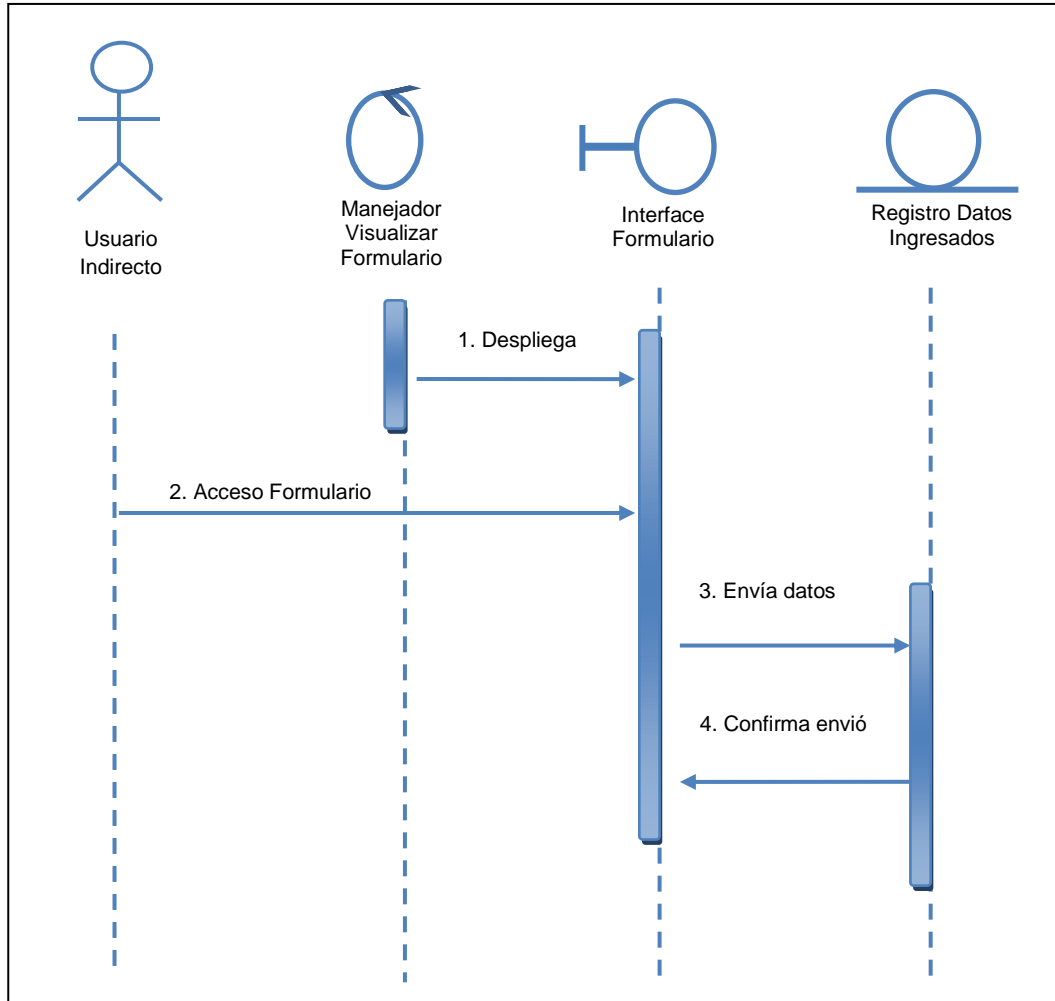 Usuario
Indirecto
Manejador
Visualizar
Formulario
Interface
Formulario
Registro Datos
Ingresados
1. Despliega
2. Acceso Formulario
3. Envía datos
4. Confirma envió